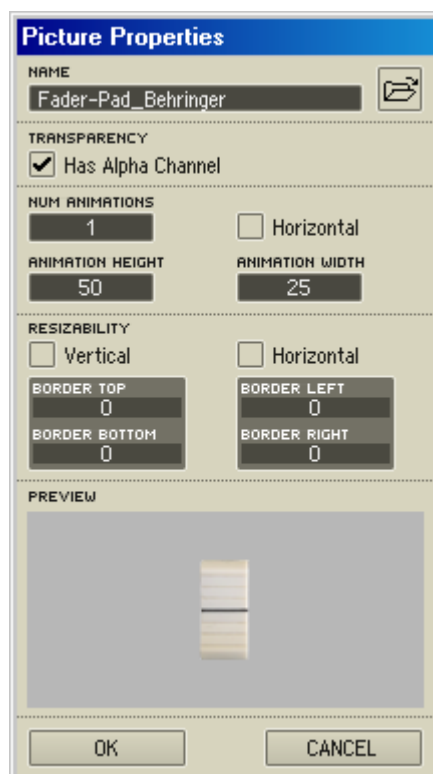 Picture Properties
NAME
Fader-Pad_Behringer
TRANSPARENCY
Has Alpha Channel
NUM ANIMATIONS
1 Horizontal
ANIMATION HEIGHT ANIMATION WIDTH
50 25
RESIZABILITY
Vertical Horizontal
BORDER TOP BORDER LEFT
0 0
BORDER BOTTOM BORDER RIGHT
0 0
PREVIEW
OK CANCEL